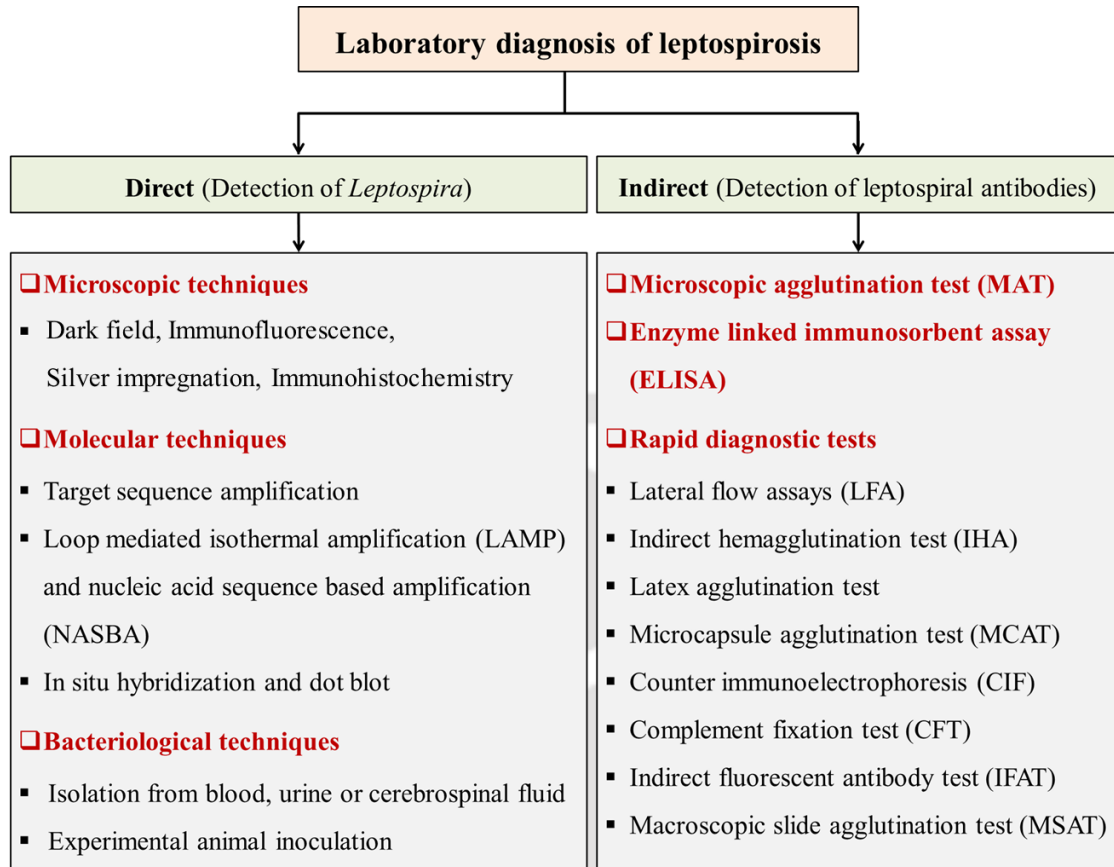 Laboratory diagnosis of leptospirosis
Direct (Detection of Leptospira)
❑Microscopic techniques
▪ Dark field, Immunofluorescence,
Silver impregnation, Immunohistochemistry
❑Molecular techniques
▪ Target sequence amplification
▪ Loop mediated isothermal amplification (LAMP)
and nucleic acid sequence based amplification
(NASBA)
▪ In situ hybridization and dot blot
❑Bacteriological techniques
▪ Isolation from blood, urine or cerebrospinal fluid
▪ Experimental animal inoculation
Indirect (Detection of leptospiral antibodies)
❑Microscopic agglutination test (MAT)
❑Enzyme linked immunosorbent assay
(ELISA)
❑Rapid diagnostic tests
▪ Lateral flow assays (LFA)
▪ Indirect hemagglutination test (IHA)
▪ Latex agglutination test
▪ Microcapsule agglutination test (MCAT)
▪ Counter immunoelectrophoresis (CIF)
▪ Complement fixation test (CFT)
▪ Indirect fluorescent antibody test (IFAT)
▪ Macroscopic slide agglutination test (MSAT)